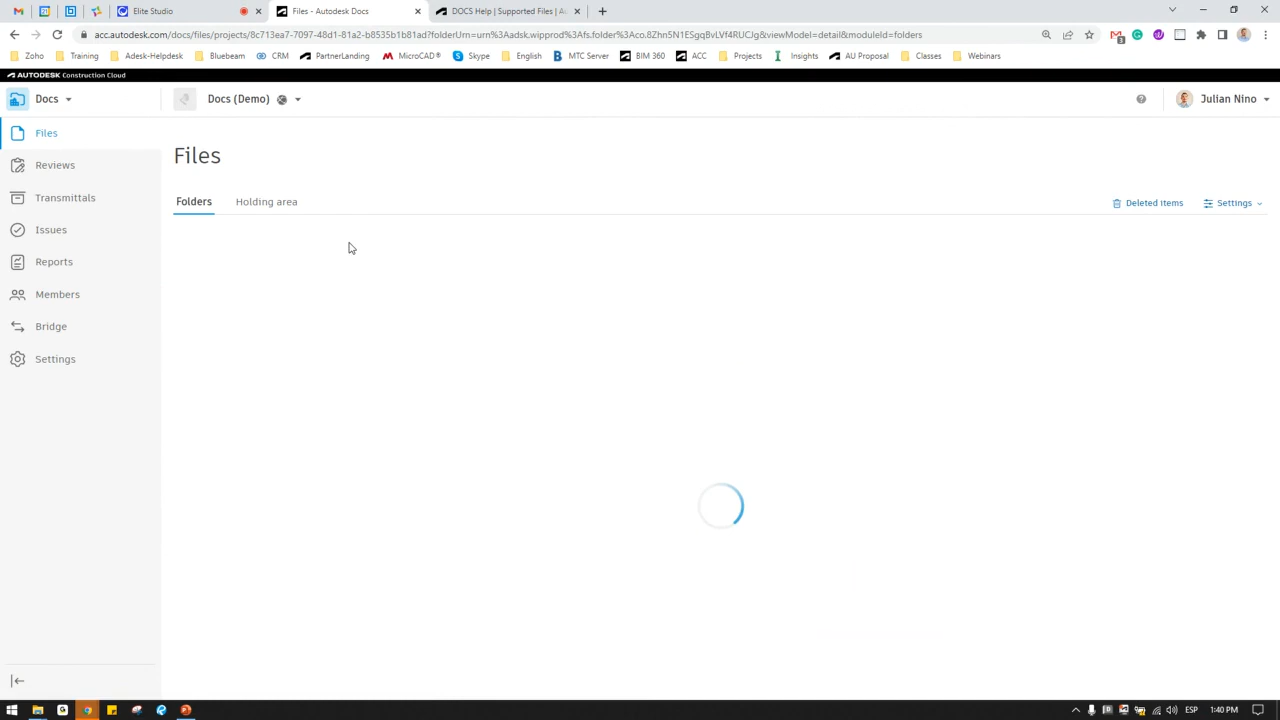 Elite Studio
Files - Autodesk Docs
DOCS Help | Supported Files | Au
acc.autodesk.com/docs/files/projects/8c713ea7-7097-48d1-81a2-b8535b1b81ad?folderUrn=urn%3Aadsk.wipprod%3Afs.folder%3Aco.8Zhr5N1ESgqBvLVf4RUCJg&viewModel=detail&moduleId=folders
Zoho Training Adesk-Helpdesk Bluebeam CRM PartnerLanding MicroCAD® Skype English MTC Server BIM 360 ACC Projects Insights AU Proposal Classes Webinars
AUTODESK Construction Cloud
Docs
Docs (Demo)
Julian Nino
Files
Reviews
Transmittals
Issues
Reports
Members
Bridge
Settings
Files
Folders Holding area
Deleted items Settings
ESP 1:40 PM